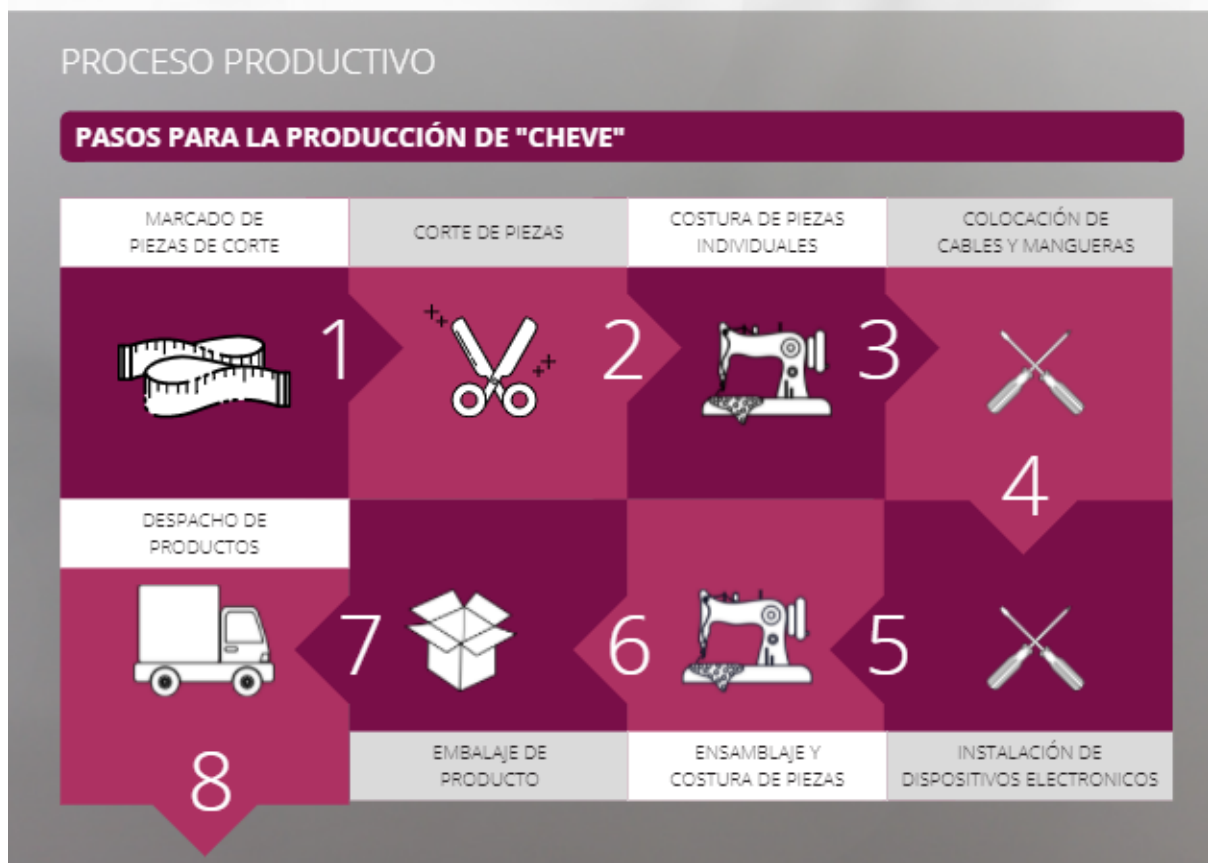 PROCESO PRODUCTIVO
PASOS PARA LA PRODUCCIÓN DE "CHEVE"
MARCADO DE
PIEZAS DE CORTE
CORTE DE PIEZAS
COSTURA DE PIEZAS
INDIVIDUALES
COLOCACIÓN DE
CABLES Y MANGUERAS
1
2
3
4
DESPACHO DE
PRODUCTOS
7
6
5
8
EMBALAJE DE
PRODUCTO
ENSAMBLAJE Y
COSTURA DE PIEZAS
INSTALACIÓN DE
DISPOSITIVOS ELECTRONICOS